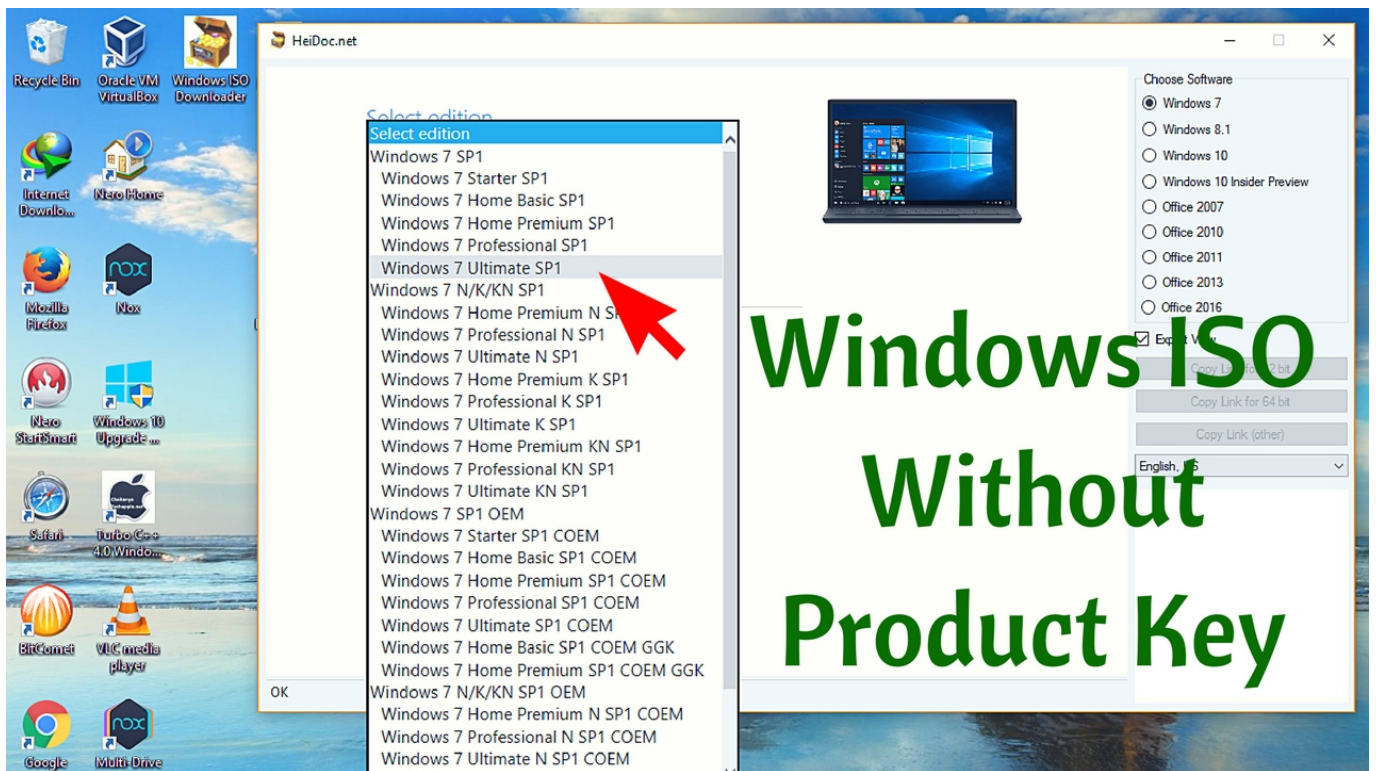 Recycle Bin
Oracle VM
VirtualBox
Windows ISO
Downloader
Internet
Downlo...
Nero Home
Mozilla
Firefox
Nox
Nero
StartSmart
Windows 10
Upgrade ...
Safari
Turbo C++
4.0 Windo...
BitComet
VLC media
player
Google
Multi-Drive
HeiDoc.net
Select edition
Select edition
Windows 7 SP1
Windows 7 Starter SP1
Windows 7 Home Basic SP1
Windows 7 Home Premium SP1
Windows 7 Professional SP1
Windows 7 Ultimate SP1
Windows 7 N/K/KN SP1
Windows 7 Home Premium N
Windows 7 Professional N SP1
Windows 7 Ultimate N SP1
Windows 7 Home Premium K SP1
Windows 7 Professional K SP1
Windows 7 Ultimate K SP1
Windows 7 Home Premium KN SP1
Windows 7 Professional KN SP1
Windows 7 Ultimate KN SP1
Windows 7 SP1 OEM
Windows 7 Starter SP1 COEM
Windows 7 Home Basic SP1 COEM
Windows 7 Home Premium SP1 COEM
Windows 7 Professional SP1 COEM
Windows 7 Ultimate SP1 COEM
Windows 7 Home Basic SP1 COEM GGK
Windows 7 Home Premium SP1 COEM GGK
Windows 7 N/K/KN SP1 OEM
Windows 7 Home Premium N SP1 COEM
Windows 7 Professional N SP1 COEM
Windows 7 Ultimate N SP1 COEM
OK
Choose Software
Windows 7
Windows 8.1
Windows 10
Windows 10 Insider Preview
Office 2007
Office 2010
Office 2011
Office 2013
Office 2016
Copy Link for 64 bit
Copy Link (other)
English,
Windows ISO
Without
Product Key